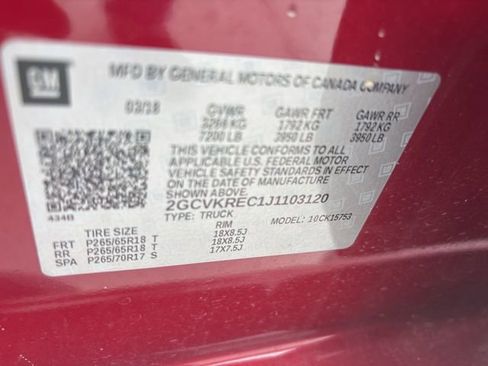 GM
MFD BY GENERAL MOTORS OF CANADA COMPANY
03/18 GVWR GAWR FRT GAWR RR
3266 KG 1792 KG 1792 KG
7200 LB 3950 LB 3950 LB
THIS VEHICLE CONFORMS TO ALL
APPLICABLE U.S. FEDERAL MOTOR
VEHICLE SAFETY STANDARDS IN EFFECT
ON THE DATE OF MANUFACTURE
SHOWN ABOVE.
2GCVKREC1J1103120
434B TYPE: TRUCK MODEL: 10CK15753
TIRE SIZE RIM
FRT P265/65R18 T 18X8.5J
RR P265/65R18 T 18X8.5J
SPA P265/70R17 S 17X7.5J